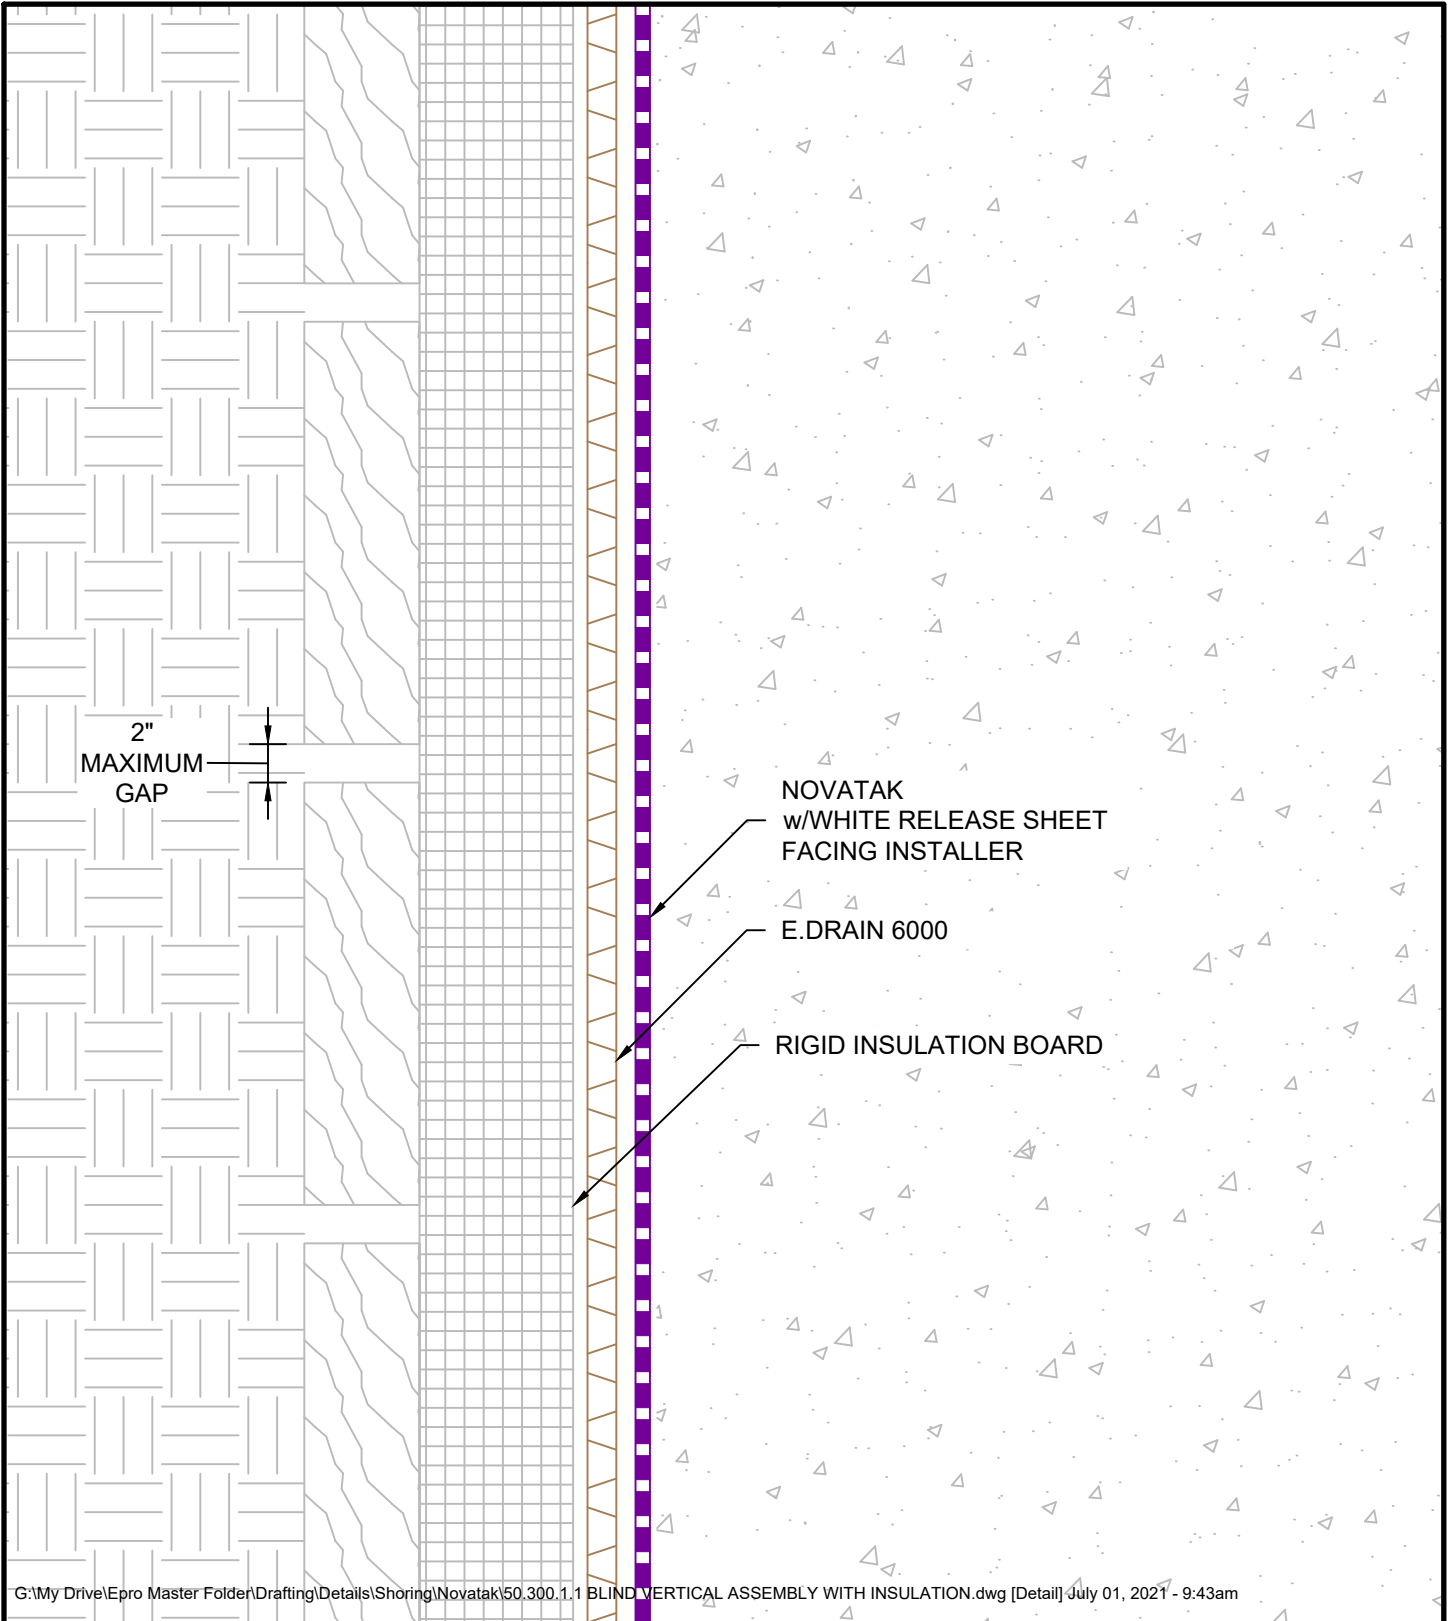 2"
MAXIMUM
GAP
NOVATAK
w/WHITE RELEASE SHEET
FACING INSTALLER
E.DRAIN 6000
RIGID INSULATION BOARD
G:\My Drive\Epro Master Folder\Drafting\Details\Shoring\Novatak\50.300.1.1 BLIND VERTICAL ASSEMBLY WITH INSULATION.dwg [Detail] July 01, 2021 - 9:43am